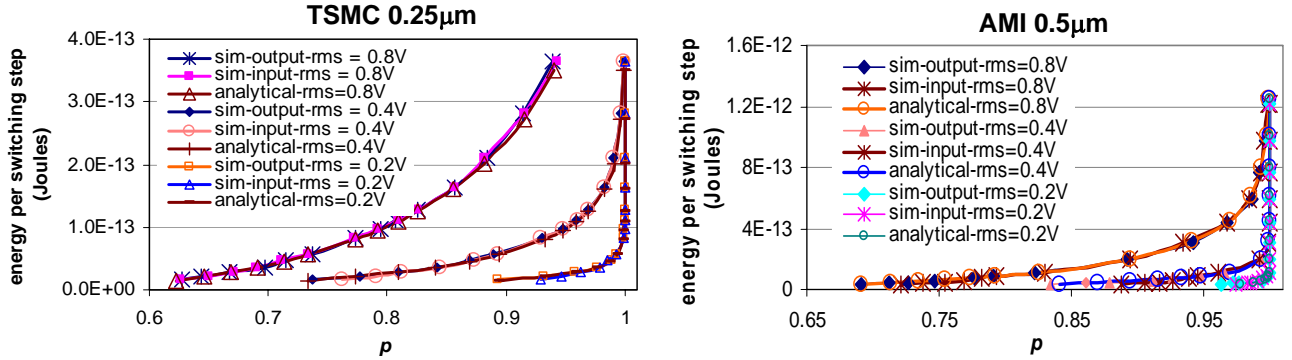 TSMC 0.25μm
energy per switching step
(Joules)
4.0E-13
3.0E-13
2.0E-13
1.0E-13
0.0E+00
sim-output-rms = 0.8V
sim-input-rms = 0.8V
analytical-rms=0.8V
sim-output-rms = 0.4V
sim-input-rms = 0.4V
analytical-rms=0.4V
sim-output-rms = 0.2V
sim-input-rms = 0.2V
analytical-rms=0.2V
0.6 0.7 0.8 0.9 1
p
AMI 0.5μm
energy per switching step
(Joules)
1.6E-12
1.2E-12
8E-13
4E-13
0
sim-output-rms=0.8V
sim-input-rms=0.8V
analytical-rms=0.8V
sim-output-rms=0.4V
sim-input-rms=0.4V
analytical-rms=0.4V
sim-output-rms=0.2V
sim-input-rms=0.2V
analytical-rms=0.2V
0.65 0.75 0.85 0.95
p